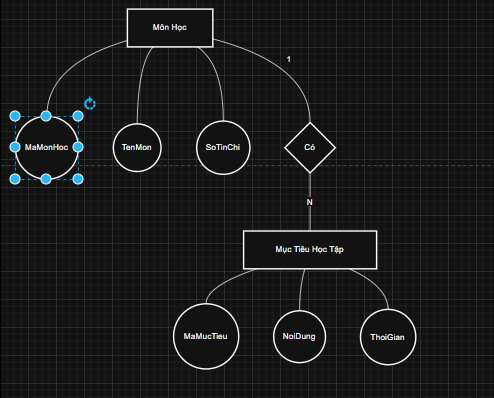 Môn Học
1
MaMonHoc
TenMon
SoTinChi
Có
N
Mục Tiêu Học Tập
MaMucTieu
NoiDung
ThoiGian